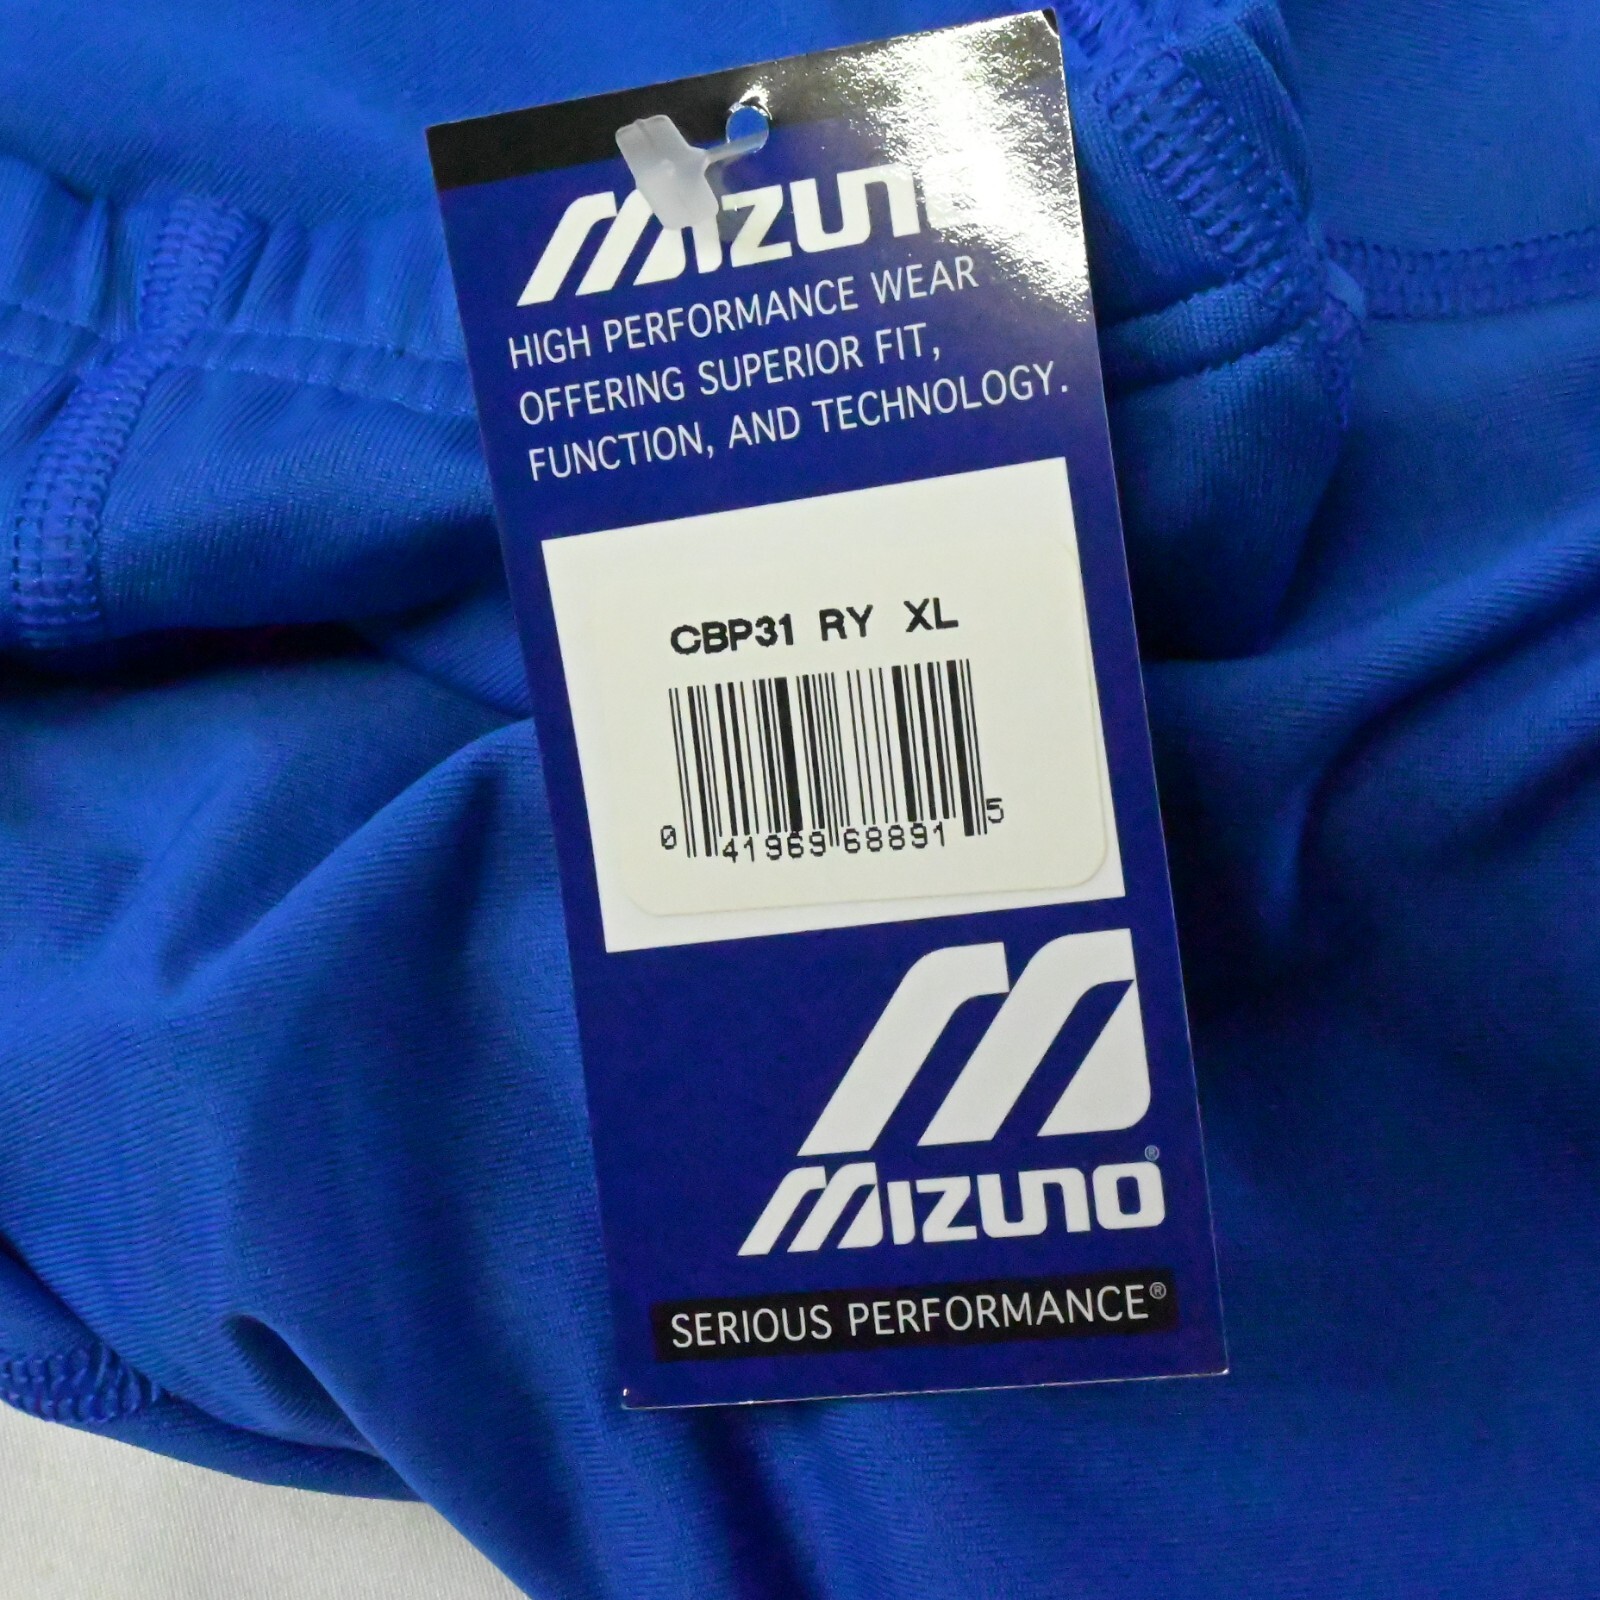 MIZUNO
HIGH PERFORMANCE WEAR
OFFERING SUPERIOR FIT,
FUNCTION, AND TECHNOLOGY.
CBP31 RY XL
0 41969 68891 5
MIZUNO®
SERIOUS PERFORMANCE®